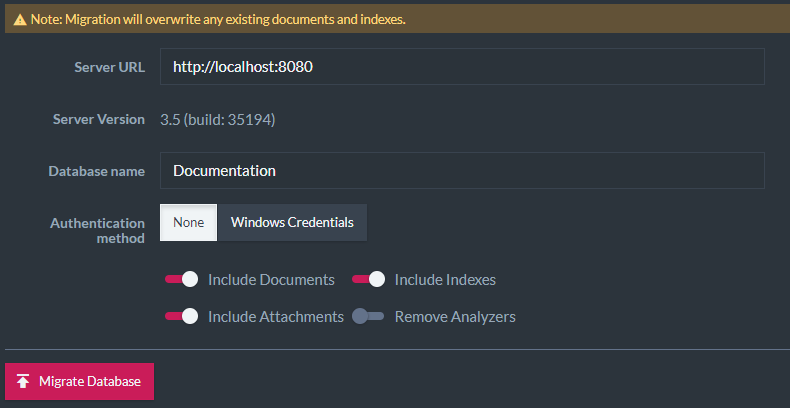 Note: Migration will overwrite any existing documents and indexes.
Server URL http://localhost:8080
Server Version 3.5 (build: 35194)
Database name Documentation
Authentication method None Windows Credentials
Include Documents Include Indexes
Include Attachments Remove Analyzers
Migrate Database